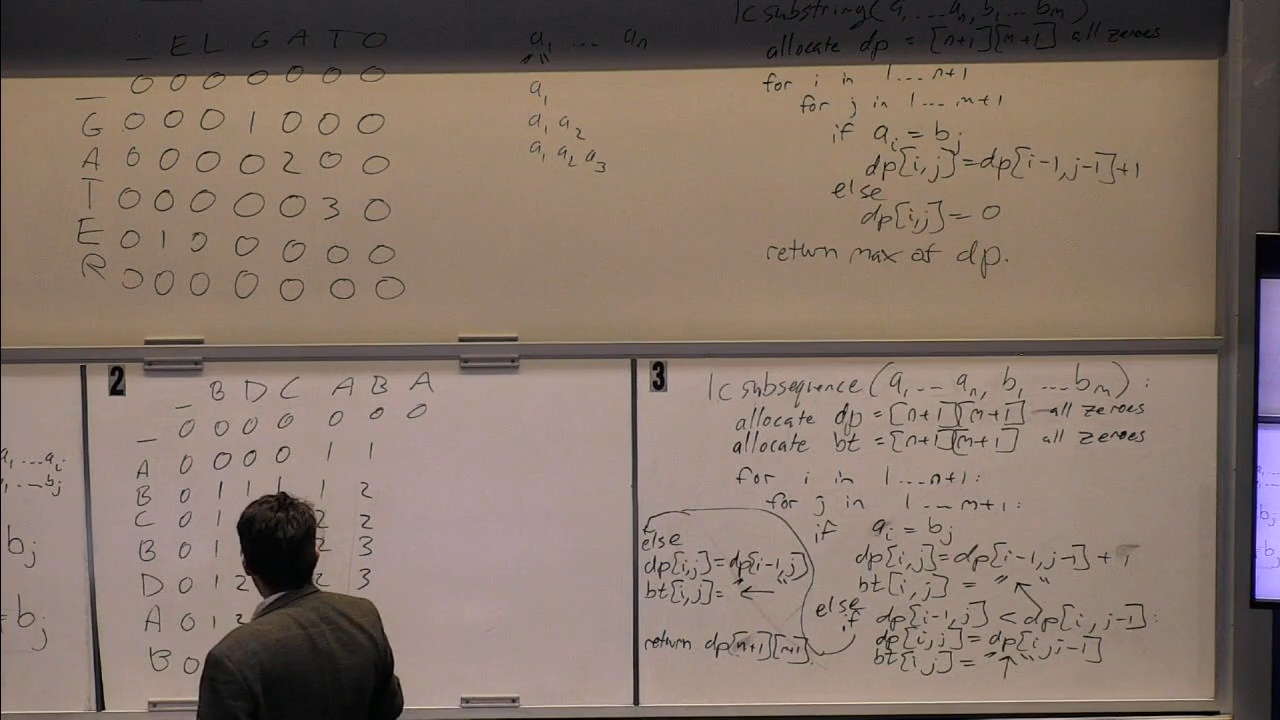 _ E L G A T O
_ 0 0 0 0 0 0 0
G 0 0 0 1 0 0 0
A 0 0 0 0 2 0 0
T 0 0 0 0 0 3 0
E 0 1 0 0 0 0 0
R 0 0 0 0 0 0 0
a1 ... an
a1
a1 a2
a1 a2 a3
lc substring(a1 ... an, b1 ... bm)
allocate dp = [n+1][m+1] all zeroes
for i in 1...n+1
for j in 1...m+1
if ai = bj
dp[i,j]=dp[i-1,j-1]+1
else
dp[i,j]= 0
return max of dp.
a1 ... ai
... bj
bj
= bj
2
_ B D C A B A
_ 0 0 0 0 0 0 0
A 0 0 0 0 1 1
B 0 1 1 1 1 2
C 0 1 2 2
B 0 1 2 3
D 0 1 2 2 3
A 0 1 2
B 0
3
lc subsequence(a1 ... an, b1 ... bm):
allocate dp = [n+1][m+1] all zeroes
allocate bt = [n+1][m+1] all zeroes
for i in 1...n+1:
for j in 1...m+1:
if ai = bj
dp[i,j]=dp[i-1,j-1] + 1
bt[i,j] = "↖"
else if dp[i-1,j] < dp[i,j-1]:
dp[i,j]=dp[i,j-1]
bt[i,j] = "↑"
else
dp[i,j]=dp[i-1,j]
bt[i,j]= "←"
return dp[n+1][m+1]